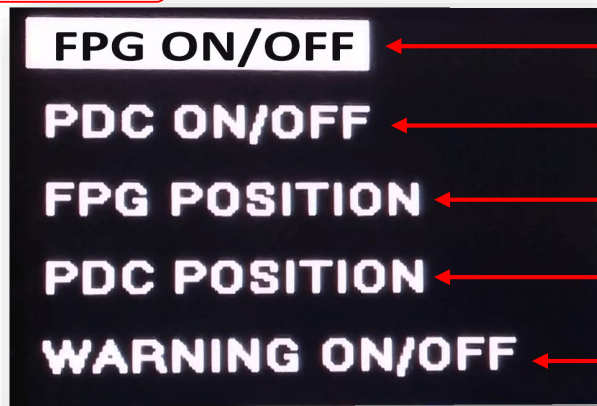 FPG ON/OFF
PDC ON/OFF
FPG POSITION
PDC POSITION
WARNING ON/OFF